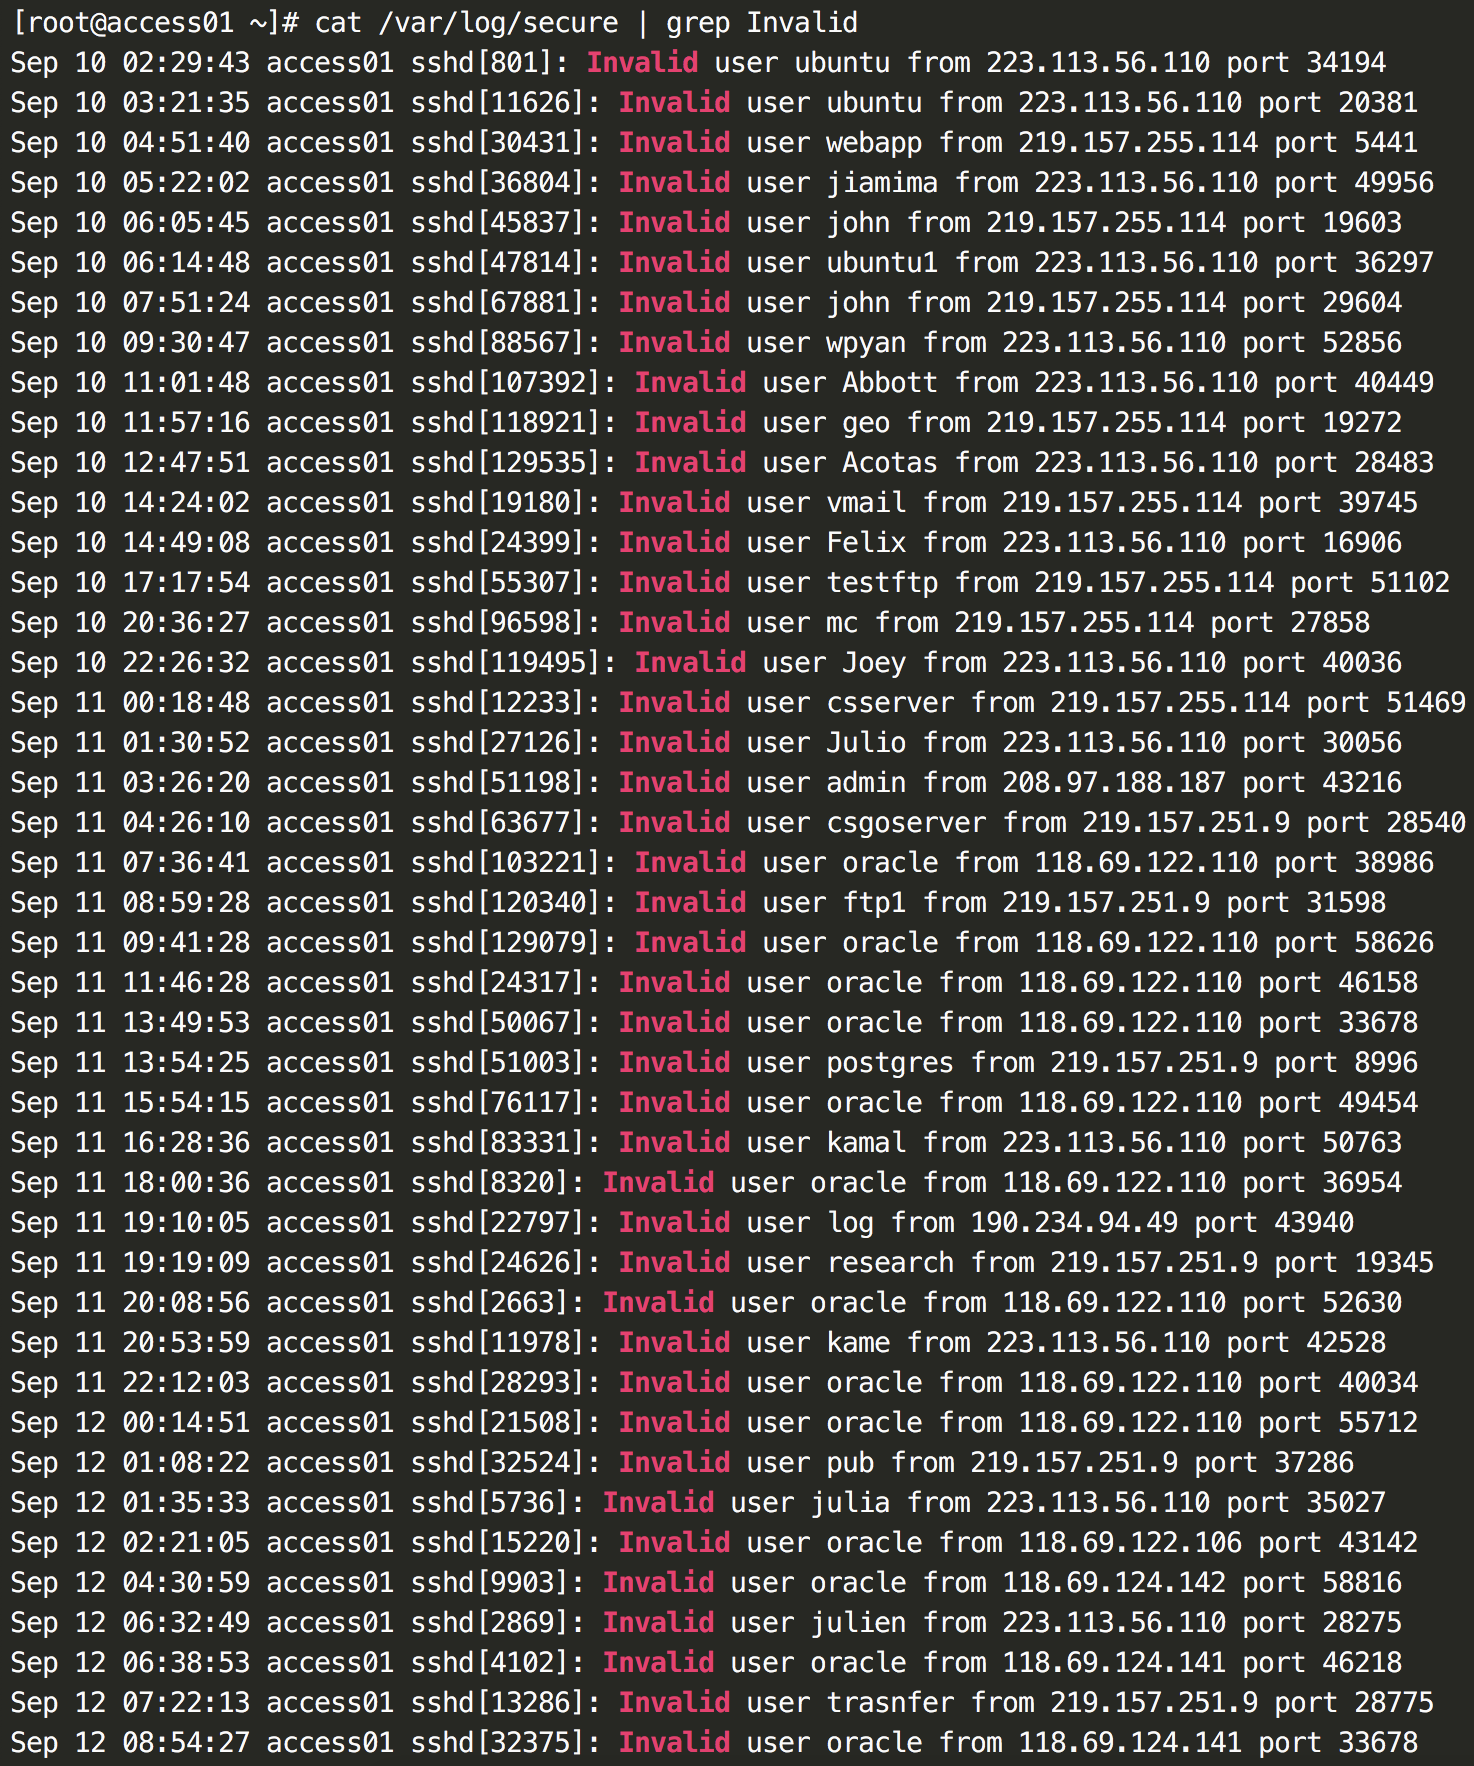 [root@access01 ~]# cat /var/log/secure | grep Invalid
Sep 10 02:29:43 access01 sshd[801]: Invalid user ubuntu from 223.113.56.110 port 34194
Sep 10 03:21:35 access01 sshd[11626]: Invalid user ubuntu from 223.113.56.110 port 20381
Sep 10 04:51:40 access01 sshd[30431]: Invalid user webapp from 219.157.255.114 port 5441
Sep 10 05:22:02 access01 sshd[36804]: Invalid user jiamima from 223.113.56.110 port 49956
Sep 10 06:05:45 access01 sshd[45837]: Invalid user john from 219.157.255.114 port 19603
Sep 10 06:14:48 access01 sshd[47814]: Invalid user ubuntu1 from 223.113.56.110 port 36297
Sep 10 07:51:24 access01 sshd[67881]: Invalid user john from 219.157.255.114 port 29604
Sep 10 09:30:47 access01 sshd[88567]: Invalid user wpyan from 223.113.56.110 port 52856
Sep 10 11:01:48 access01 sshd[107392]: Invalid user Abbott from 223.113.56.110 port 40449
Sep 10 11:57:16 access01 sshd[118921]: Invalid user geo from 219.157.255.114 port 19272
Sep 10 12:47:51 access01 sshd[129535]: Invalid user Acotas from 223.113.56.110 port 28483
Sep 10 14:24:02 access01 sshd[19180]: Invalid user vmail from 219.157.255.114 port 39745
Sep 10 14:49:08 access01 sshd[24399]: Invalid user Felix from 223.113.56.110 port 16906
Sep 10 17:17:54 access01 sshd[55307]: Invalid user testftp from 219.157.255.114 port 51102
Sep 10 20:36:27 access01 sshd[96598]: Invalid user mc from 219.157.255.114 port 27858
Sep 10 22:26:32 access01 sshd[119495]: Invalid user Joey from 223.113.56.110 port 40036
Sep 11 00:18:48 access01 sshd[12233]: Invalid user csserver from 219.157.255.114 port 51469
Sep 11 01:30:52 access01 sshd[27126]: Invalid user Julio from 223.113.56.110 port 30056
Sep 11 03:26:20 access01 sshd[51198]: Invalid user admin from 208.97.188.187 port 43216
Sep 11 04:26:10 access01 sshd[63677]: Invalid user csgoserver from 219.157.251.9 port 28540
Sep 11 07:36:41 access01 sshd[103221]: Invalid user oracle from 118.69.122.110 port 38986
Sep 11 08:59:28 access01 sshd[120340]: Invalid user ftp1 from 219.157.251.9 port 31598
Sep 11 09:41:28 access01 sshd[129079]: Invalid user oracle from 118.69.122.110 port 58626
Sep 11 11:46:28 access01 sshd[24317]: Invalid user oracle from 118.69.122.110 port 46158
Sep 11 13:49:53 access01 sshd[50067]: Invalid user oracle from 118.69.122.110 port 33678
Sep 11 13:54:25 access01 sshd[51003]: Invalid user postgres from 219.157.251.9 port 8996
Sep 11 15:54:15 access01 sshd[76117]: Invalid user oracle from 118.69.122.110 port 49454
Sep 11 16:28:36 access01 sshd[83331]: Invalid user kamal from 223.113.56.110 port 50763
Sep 11 18:00:36 access01 sshd[8320]: Invalid user oracle from 118.69.122.110 port 36954
Sep 11 19:10:05 access01 sshd[22797]: Invalid user log from 190.234.94.49 port 43940
Sep 11 19:19:09 access01 sshd[24626]: Invalid user research from 219.157.251.9 port 19345
Sep 11 20:08:56 access01 sshd[2663]: Invalid user oracle from 118.69.122.110 port 52630
Sep 11 20:53:59 access01 sshd[11978]: Invalid user kame from 223.113.56.110 port 42528
Sep 11 22:12:03 access01 sshd[28293]: Invalid user oracle from 118.69.122.110 port 40034
Sep 12 00:14:51 access01 sshd[21508]: Invalid user oracle from 118.69.122.110 port 55712
Sep 12 01:08:22 access01 sshd[32524]: Invalid user pub from 219.157.251.9 port 37286
Sep 12 01:35:33 access01 sshd[5736]: Invalid user julia from 223.113.56.110 port 35027
Sep 12 02:21:05 access01 sshd[15220]: Invalid user oracle from 118.69.122.106 port 43142
Sep 12 04:30:59 access01 sshd[9903]: Invalid user oracle from 118.69.124.142 port 58816
Sep 12 06:32:49 access01 sshd[2869]: Invalid user julien from 223.113.56.110 port 28275
Sep 12 06:38:53 access01 sshd[4102]: Invalid user oracle from 118.69.124.141 port 46218
Sep 12 07:22:13 access01 sshd[13286]: Invalid user trasnfer from 219.157.251.9 port 28775
Sep 12 08:54:27 access01 sshd[32375]: Invalid user oracle from 118.69.124.141 port 33678